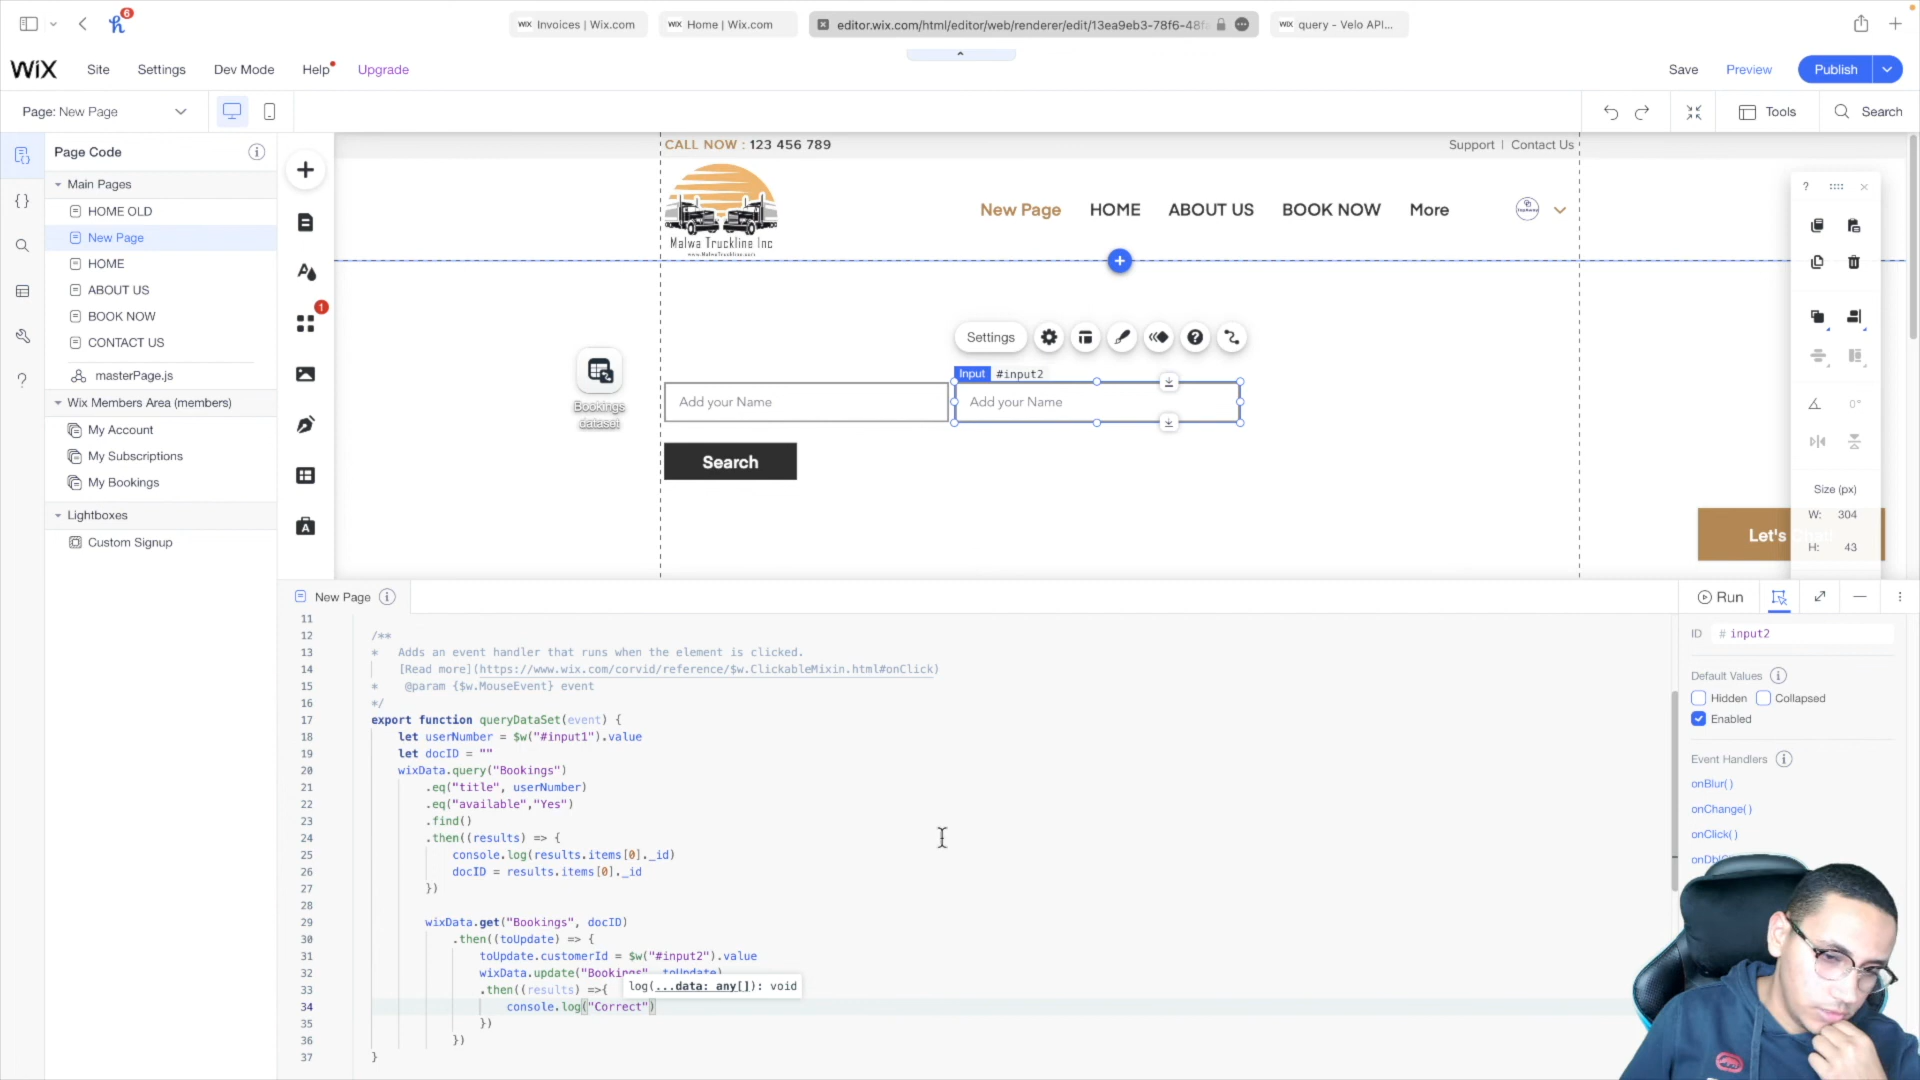 6
WiX Invoices | Wix.com
WiX Home | Wix.com
editor.wix.com/html/editor/web/renderer/edit/13ea9eb3-78f6-48f
WiX query - Velo API...
WiX
Site
Settings
Dev Mode
Help
Upgrade
Save
Preview
Publish
Page: New Page
Tools
Search
Page Code
Main Pages
HOME OLD
New Page
HOME
ABOUT US
BOOK NOW
CONTACT US
masterPage.js
Wix Members Area (members)
My Account
My Subscriptions
My Bookings
Lightboxes
Custom Signup
1
CALL NOW : 123 456 789
Support | Contact Us
Malwa Truckline Inc
www.MalwaTruckline.com
New Page
HOME
ABOUT US
BOOK NOW
More
Settings
Input #input2
Bookings
dataset
Add your Name
Add your Name
Search
0°
Size (px)
W: 304
H: 43
Let's
New Page
Run
11
12 /**
13 * Adds an event handler that runs when the element is clicked.
14 [Read more](https://www.wix.com/corvid/reference/$w.ClickableMixin.html#onClick)
15 * @param {$w.MouseEvent} event
16 */
17 export function queryDataSet(event) {
18 let userNumber = $w("#input1").value
19 let docID = ""
20 wixData.query("Bookings")
21 .eq("title", userNumber)
22 .eq("available","Yes")
23 .find()
24 .then((results) => {
25 console.log(results.items[0]._id)
26 docID = results.items[0]._id
27 })
28
29 wixData.get("Bookings", docID)
30 .then((toUpdate) => {
31 toUpdate.customerId = $w("#input2").value
32 wixData.update("Bookings", toUpdate)
33 .then((results) =>{
log(...data: any[]): void
34 console.log("Correct")
35 })
36 })
37 }
ID # input2
Default Values
Hidden
Collapsed
Enabled
Event Handlers
onBlur()
onChange()
onClick()